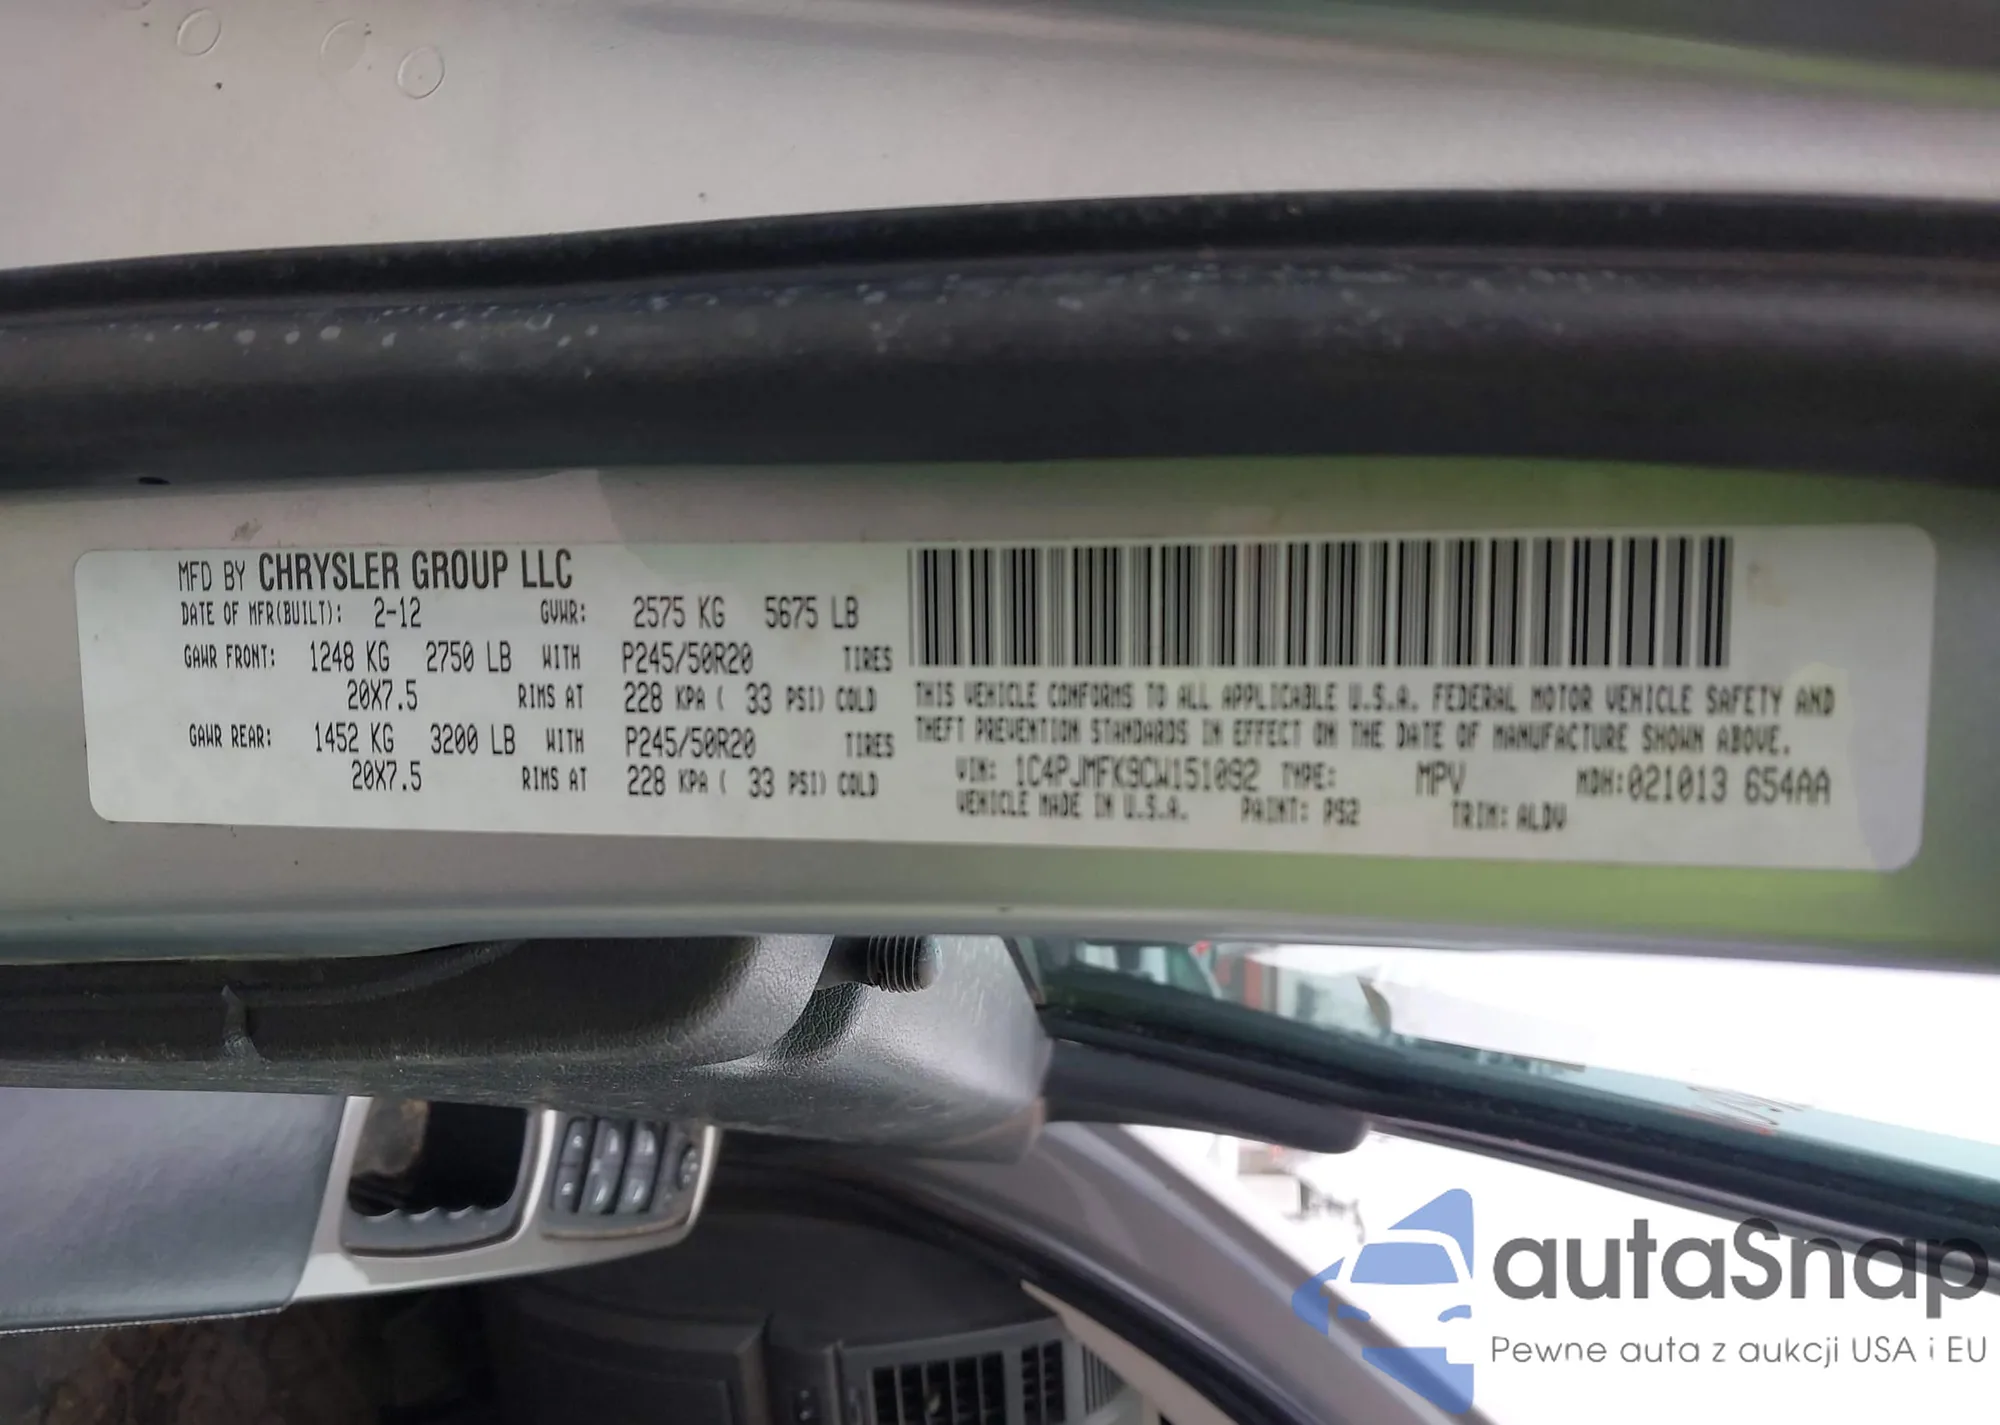 MFD BY CHRYSLER GROUP LLC
DATE OF MFR(BUILT): 2-12 GVWR: 2575 KG 5675 LB
GAWR FRONT: 1248 KG 2750 LB WITH P245/50R20 TIRES
20X7.5 RIMS AT 228 KPA ( 33 PSI) COLD
GAWR REAR: 1452 KG 3200 LB WITH P245/50R20 TIRES
20X7.5 RIMS AT 228 KPA ( 33 PSI) COLD
THIS VEHICLE CONFORMS TO ALL APPLICABLE U.S.A. FEDERAL MOTOR VEHICLE SAFETY AND
THEFT PREVENTION STANDARDS IN EFFECT ON THE DATE OF MANUFACTURE SHOWN ABOVE.
VIN: 1C4PJMFK9CW151092 TYPE: MPV MDH:021013 654AA
VEHICLE MADE IN U.S.A. PAINT: PS2 TRIM: ALDV
autaSnap
Pewne auta z aukcji USA i EU